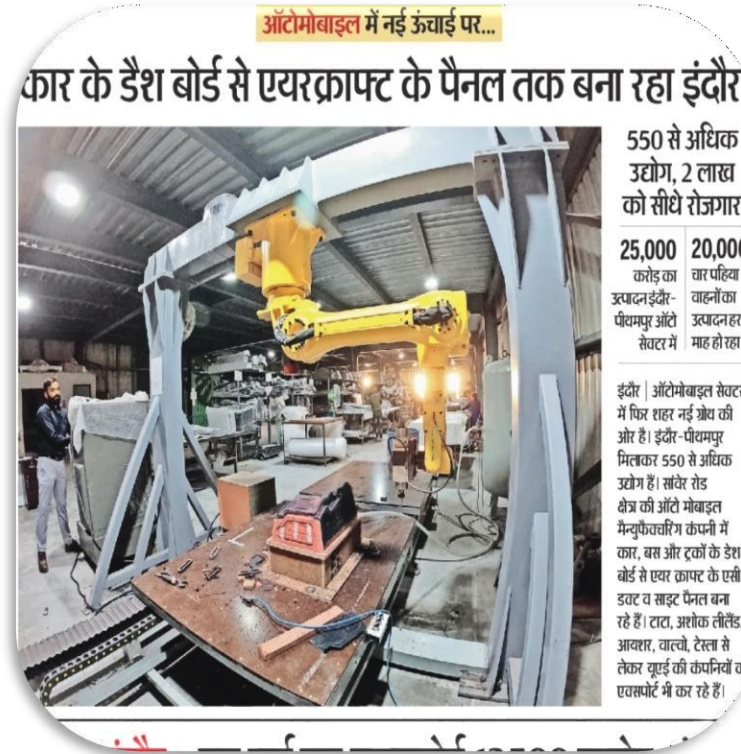 ऑटोमोबाइल में नई ऊंचाई पर...
कार के डैश बोर्ड से एयरक्राफ्ट के पैनल तक बना रहा इंदौर
550 से अधिक
उद्योग, 2 लाख
को सीधे रोजगार
25,000
करोड़ का
उत्पादन इंदौर-
पीथमपुर ऑटो
सेक्टर में
20,000
चार पहिया
वाहनों का
उत्पादन हर
माह हो रहा
इंदौर | ऑटोमोबाइल सेक्टर
में फिर शहर नई ग्रोथ की
ओर है। इंदौर-पीथमपुर
मिलाकर 550 से अधिक
उद्योग हैं। सांवेर रोड
क्षेत्र की ऑटो मोबाइल
मैन्युफैक्चरिंग कंपनी में
कार, बस और ट्रकों के डेश
बोर्ड से एयर क्राफ्ट के एसी
डक्ट व साइट पैनल बना
रहे हैं। टाटा, अशोक लीलैंड,
आयशर, वाल्वो, टेस्ला से
लेकर यूएई की कंपनियों
एक्सपोर्ट भी कर रहे हैं।